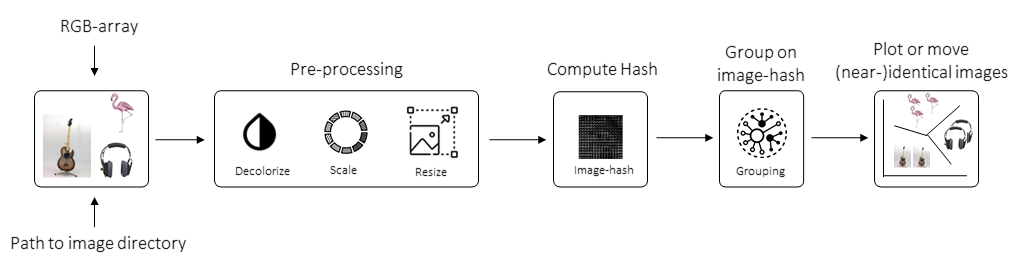 RGB-array
Path to image directory
Pre-processing
Decolorize
Scale
Resize
Compute Hash
Image-hash
Group on
image-hash
Grouping
Plot or move
(near-)identical images